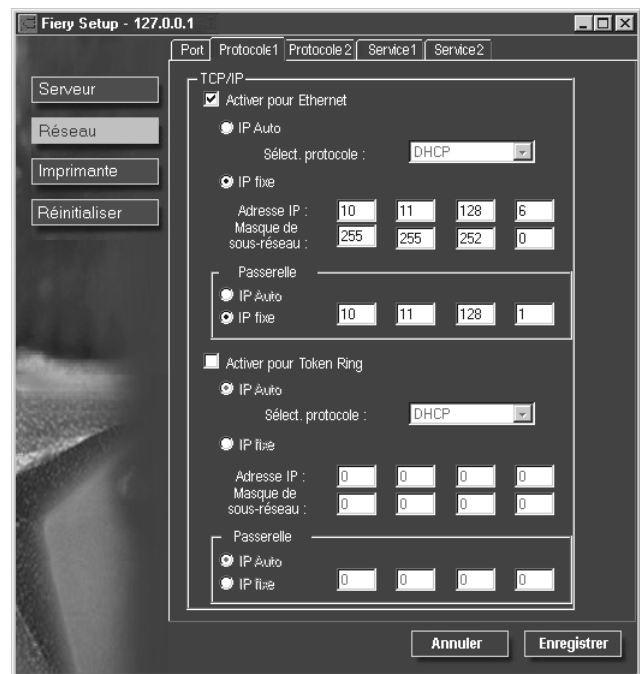 Fiery Setup - 127.0.0.1
Port Protocole1 Protocole2 Service1 Service2
Serveur
Réseau
Imprimante
Réinitialiser
TCP/IP
Activer pour Ethernet
IP Auto
Sélect. protocole : DHCP
IP fixe
Adresse IP : 10 11 128 6
Masque de
sous-réseau : 255 255 252 0
Passerelle
IP Auto
IP fixe 10 11 128 1
Activer pour Token Ring
IP Auto
Sélect. protocole : DHCP
IP fixe
Adresse IP : 0 0 0 0
Masque de
sous-réseau : 0 0 0 0
Passerelle
IP Auto
IP fixe 0 0 0 0
Annuler Enregistrer